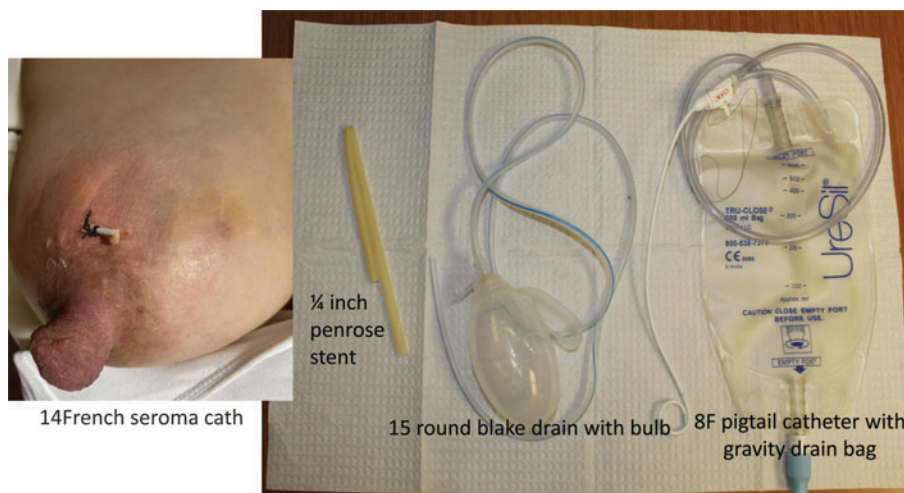 14French seroma cath
¼ inch
penrose
stent
15 round blake drain with bulb
8F pigtail catheter with
gravity drain bag
TRU-CLOSE®
UreSil®
CE
CAUTION: CLOSE EMPTY PORT
BEFORE USE.
EMPTY PORT